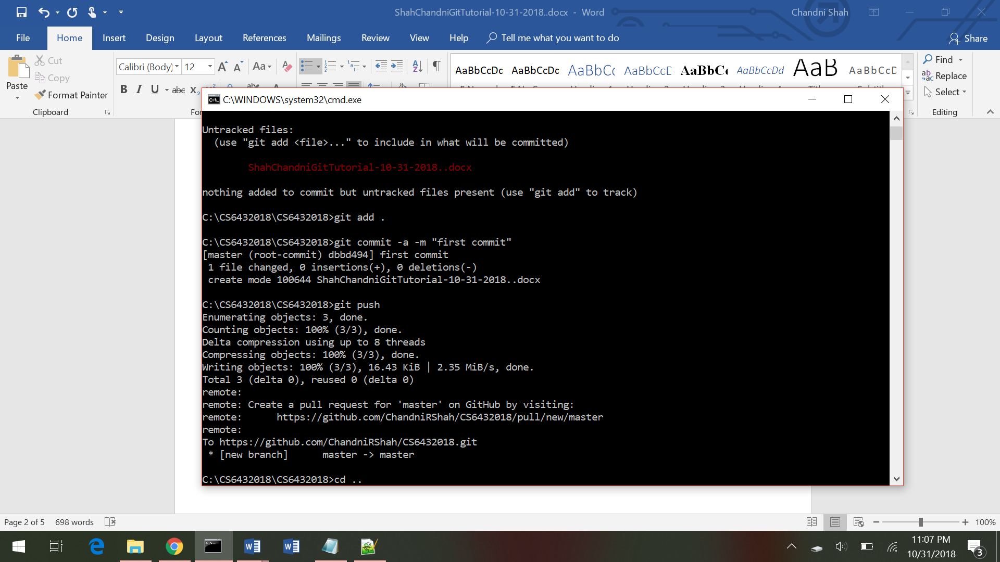 ShahChandniGitTutorial-10-31-2018..docx - Word
Chandni Shah
File Home Insert Design Layout References Mailings Review View Help Tell me what you want to do Share
Paste
Cut
Copy
Format Painter
Clipboard
Calibri (Body) 12
AaBbCcDc AaBbCcDc AaBbCc AaBbCcD AaBbCc AaBbCcDd AaB AaBbCcD
Find
Replace
Select
Editing
C:\WINDOWS\system32\cmd.exe
Untracked files:
(use "git add <file>..." to include in what will be committed)
ShahChandniGitTutorial-10-31-2018..docx
nothing added to commit but untracked files present (use "git add" to track)
C:\CS6432018\CS6432018>git add .
C:\CS6432018\CS6432018>git commit -a -m "first commit"
[master (root-commit) dbbd494] first commit
1 file changed, 0 insertions(+), 0 deletions(-)
create mode 100644 ShahChandniGitTutorial-10-31-2018..docx
C:\CS6432018\CS6432018>git push
Enumerating objects: 3, done.
Counting objects: 100% (3/3), done.
Delta compression using up to 8 threads
Compressing objects: 100% (3/3), done.
Writing objects: 100% (3/3), 16.43 KiB | 2.35 MiB/s, done.
Total 3 (delta 0), reused 0 (delta 0)
remote:
remote: Create a pull request for 'master' on GitHub by visiting:
remote: https://github.com/ChandniRShah/CS6432018/pull/new/master
remote:
To https://github.com/ChandniRShah/CS6432018.git
* [new branch] master -> master
C:\CS6432018\CS6432018>cd ..
Page 2 of 5 698 words
100%
11:07 PM
10/31/2018
3